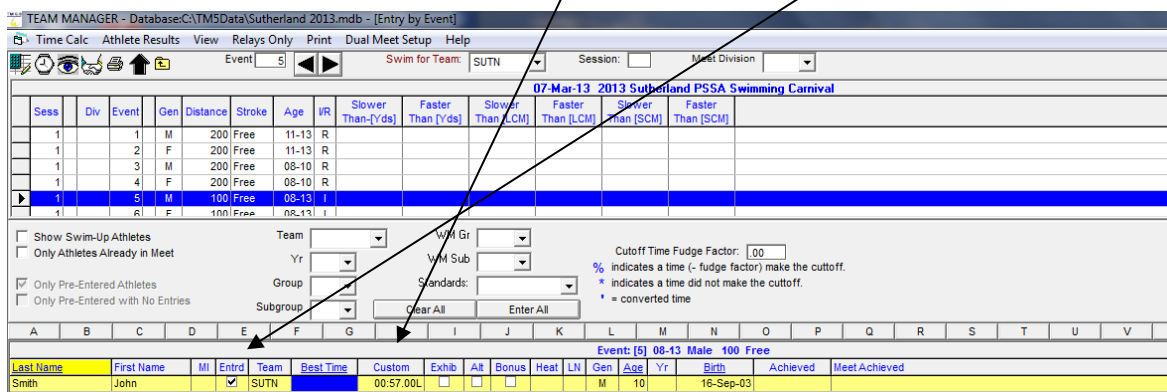 TEAM MANAGER - Database:C:\TM5Data\Sutherland 2013.mdb - [Entry by Event]
Time Calc Athlete Results View Relays Only Print Dual Meet Setup Help
Event 5 Swim for Team: SUTN Session: Meet Division
07-Mar-13 2013 Sutherland PSSA Swimming Carnival
Sess Div Event Gen Distance Stroke Age I/R Slower Than-[Yds] Faster Than [Yds] Slower Than [LCM] Faster Than [LCM] Slower Than [SCM] Faster Than [SCM]
1 1 M 200 Free 11-13 R
1 2 F 200 Free 11-13 R
1 3 M 200 Free 08-10 R
1 4 F 200 Free 08-10 R
1 5 M 100 Free 08-13 I
1 6 F 100 Free 08-13 I
Show Swim-Up Athletes Team WM Gr
Only Athletes Already in Meet Yr WM Sub Cutoff Time Fudge Factor: .00
% indicates a time (- fudge factor) make the cuttoff.
Only Pre-Entered Athletes Group Standards: * indicates a time did not make the cuttoff.
Only Pre-Entered with No Entries Subgroup Clear All Enter All ' = converted time
A B C D E F G H I J K L M N O P Q R S T U V
Event: [5] 08-13 Male 100 Free
Last Name First Name MI Entrd Team Best Time Custom Exhib Alt Bonus Heat LN Gen Age Yr Birth Achieved Meet Achieved
Smith John SUTN 00:57.00L M 10 16-Sep-03